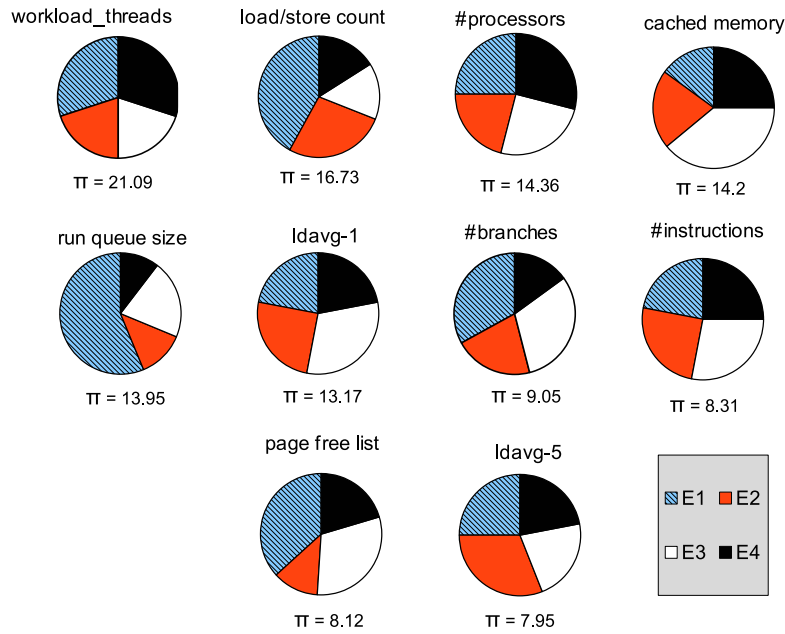 workload_threads
load/store count
#processors
cached memory
π = 21.09
π = 16.73
π = 14.36
π = 14.2
run queue size
ldavg-1
#branches
#instructions
π = 13.95
π = 13.17
π = 9.05
π = 8.31
page free list
ldavg-5
E1
E2
E3
E4
π = 8.12
π = 7.95